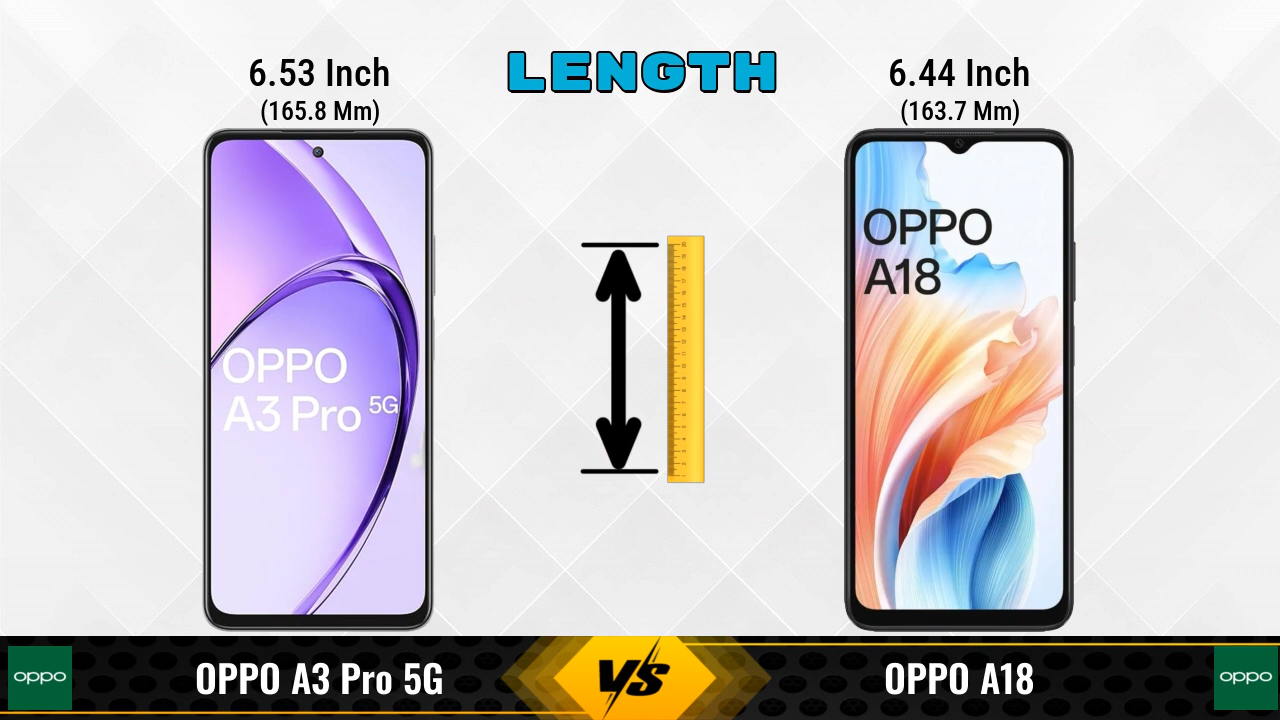 LENGTH
6.53 Inch
(165.8 Mm)
6.44 Inch
(163.7 Mm)
OPPO
A3 Pro 5G
OPPO
A18
oppo
OPPO A3 Pro 5G
VS
OPPO A18
oppo